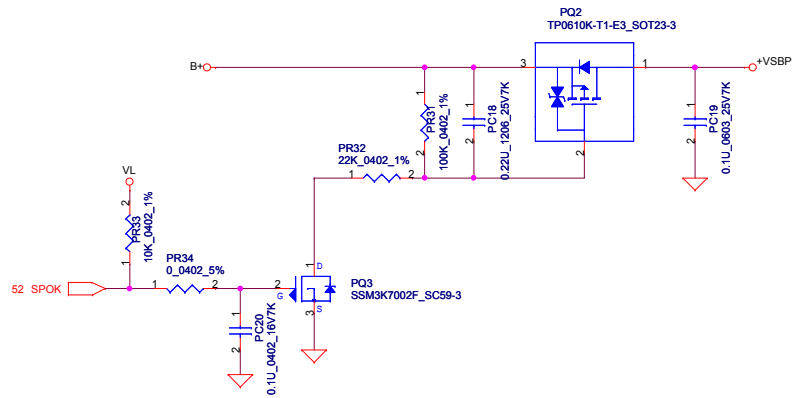 PQ2
TP0610K-T1-E3_SOT23-3
B+
3
1
+VSBP
1
PR31
2
100K_0402_1%
1
PC18
2
0.22U_1206_25V7K
2
1
PC19
2
0.1U_0603_25V7K
PR32
22K_0402_1%
1
2
VL
2
PR33
1
10K_0402_1%
PR34
0_0402_5%
52 SPOK
1
2
2
G
1
D
S
3
PQ3
SSM3K7002F_SC59-3
1
PC20
2
0.1U_0402_16V7K